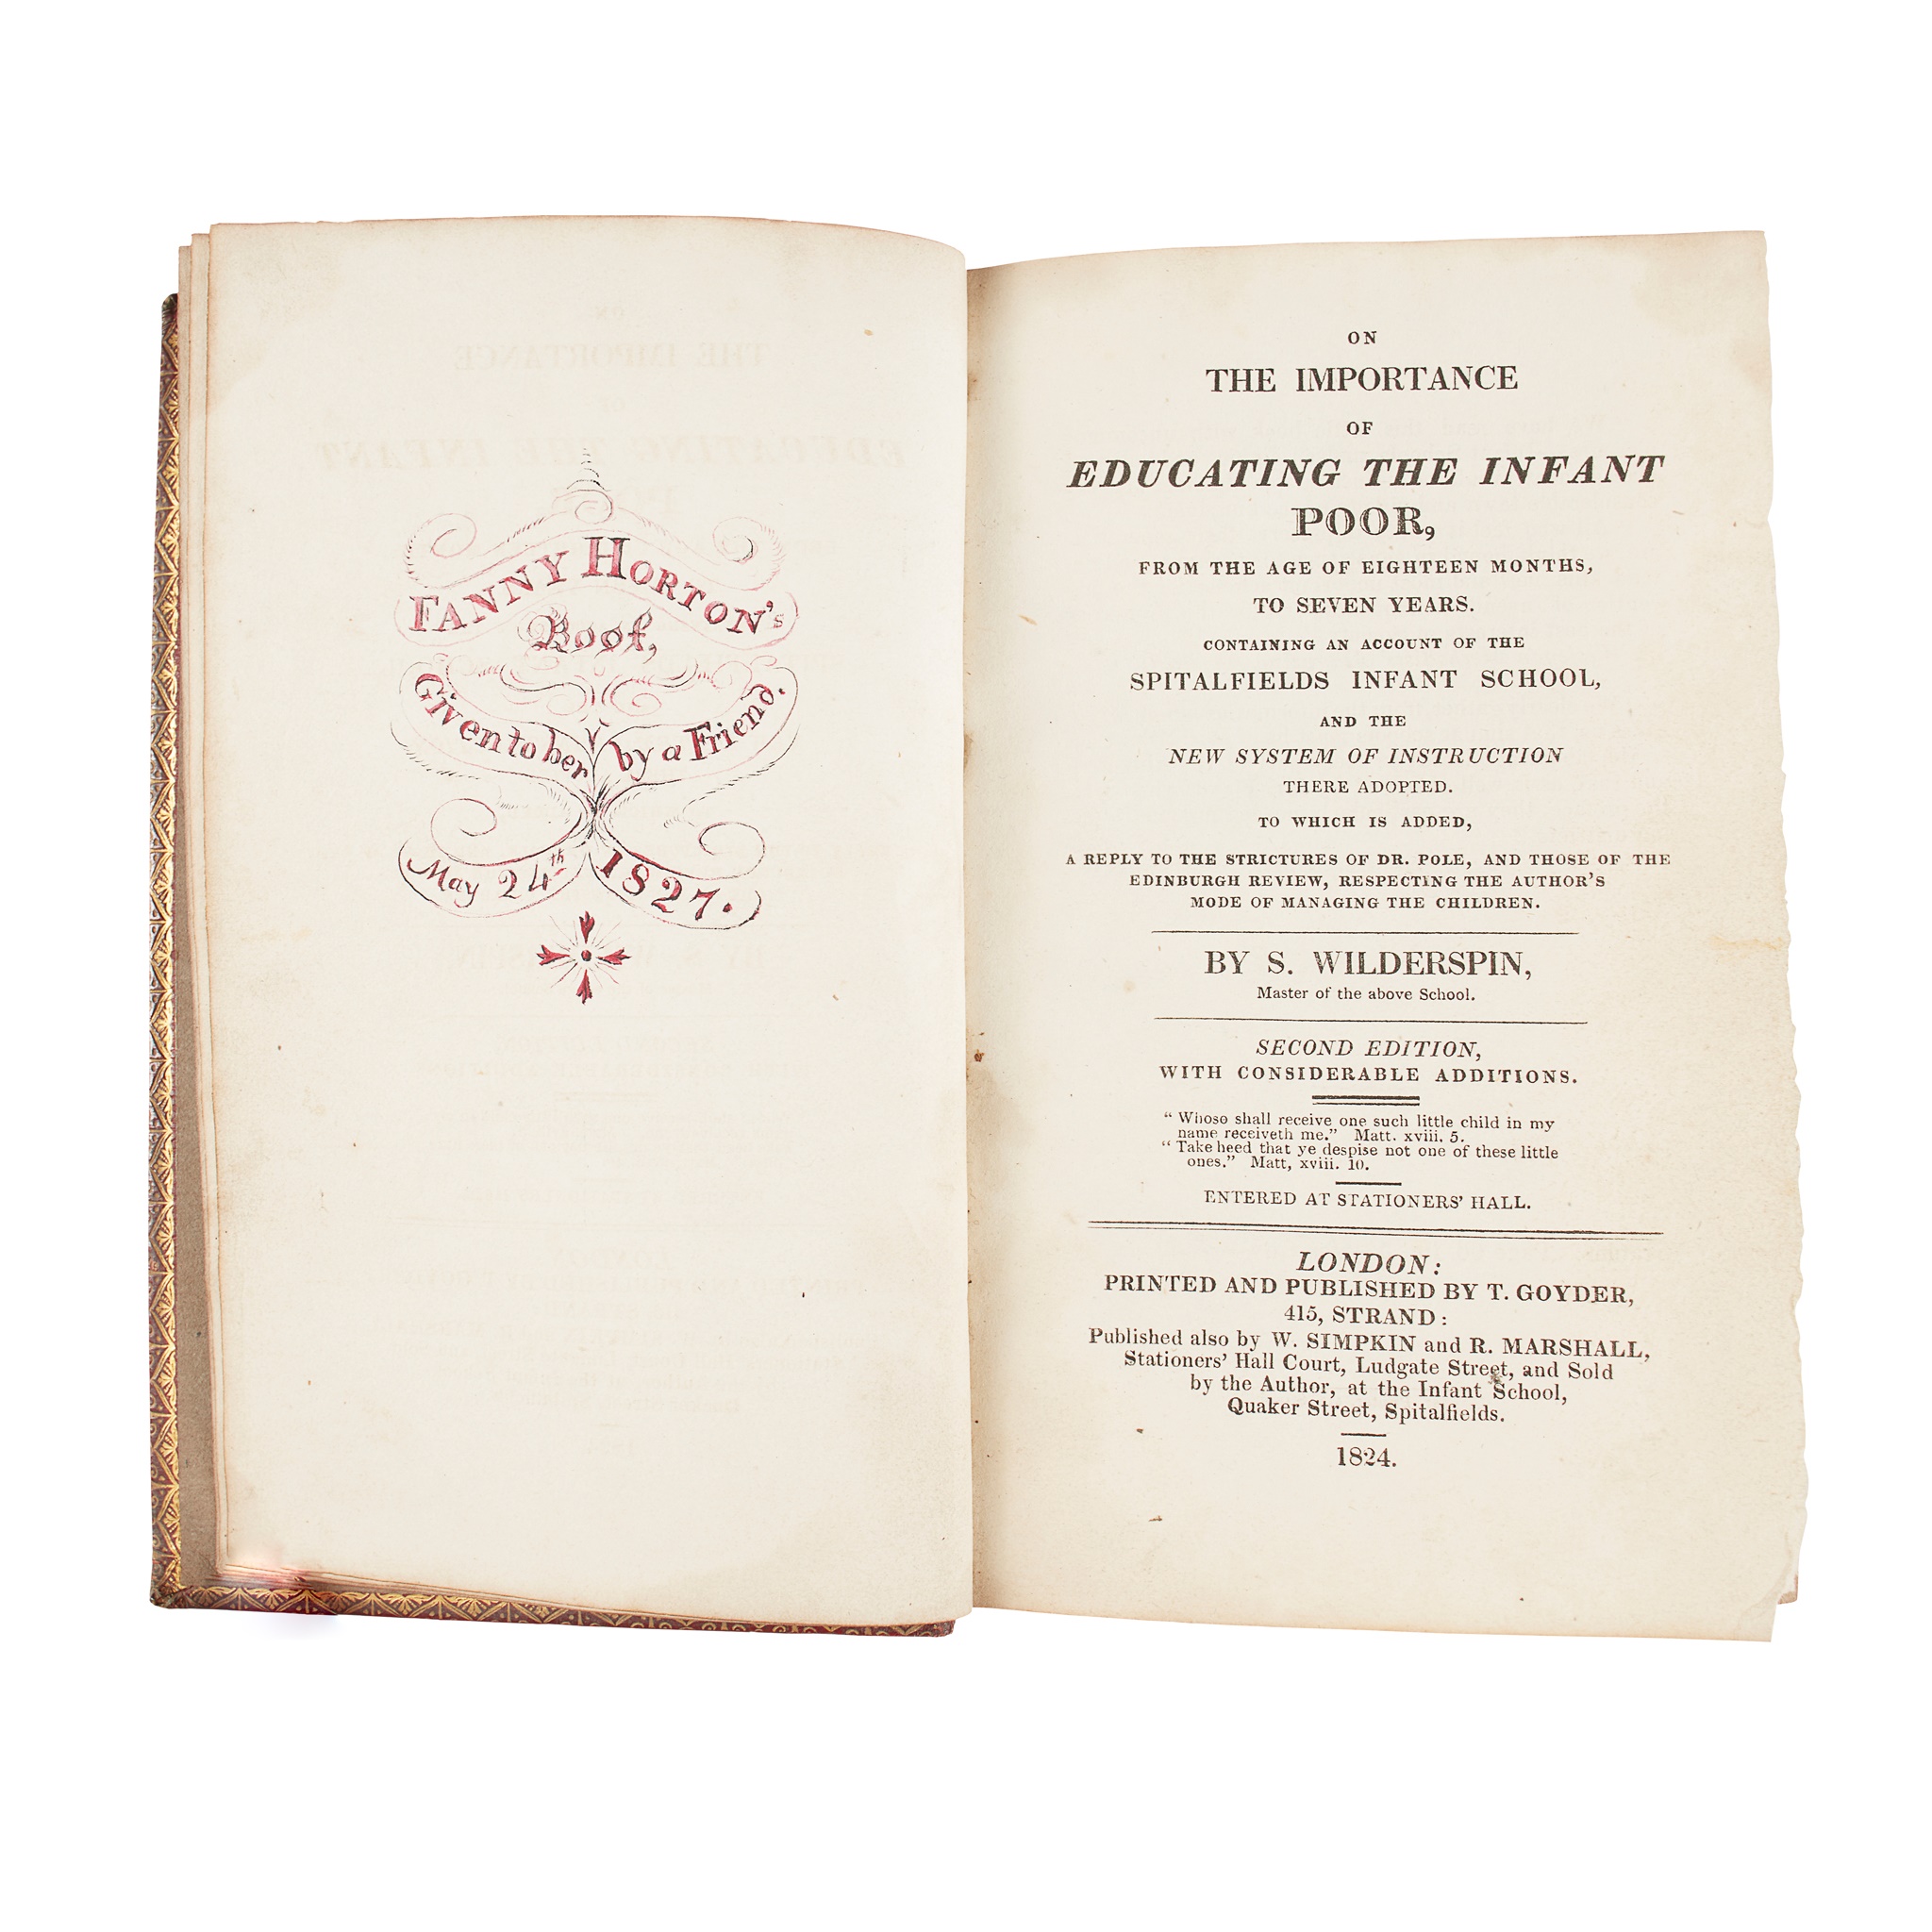 FANNY HORTON's
Book,
Given to her by a Friend.
May 24th 1827.
ON
THE IMPORTANCE
OF
EDUCATING THE INFANT
POOR,
FROM THE AGE OF EIGHTEEN MONTHS,
TO SEVEN YEARS.
CONTAINING AN ACCOUNT OF THE
SPITALFIELDS INFANT SCHOOL,
AND THE
NEW SYSTEM OF INSTRUCTION
THERE ADOPTED.
TO WHICH IS ADDED,
A REPLY TO THE STRICTURES OF DR. POLE, AND THOSE OF THE
EDINBURGH REVIEW, RESPECTING THE AUTHOR'S
MODE OF MANAGING THE CHILDREN.
BY S. WILDERSPIN,
Master of the above School.
SECOND EDITION,
WITH CONSIDERABLE ADDITIONS.
"Whoso shall receive one such little child in my
name receiveth me." Matt. xviii. 5.
"Take heed that ye despise not one of these little
ones." Matt, xviii. 10.
ENTERED AT STATIONERS' HALL.
LONDON:
PRINTED AND PUBLISHED BY T. GOYDER,
415, STRAND:
Published also by W. SIMPKIN and R. MARSHALL,
Stationers' Hall Court, Ludgate Street, and Sold
by the Author, at the Infant School,
Quaker Street, Spitalfields.
1824.